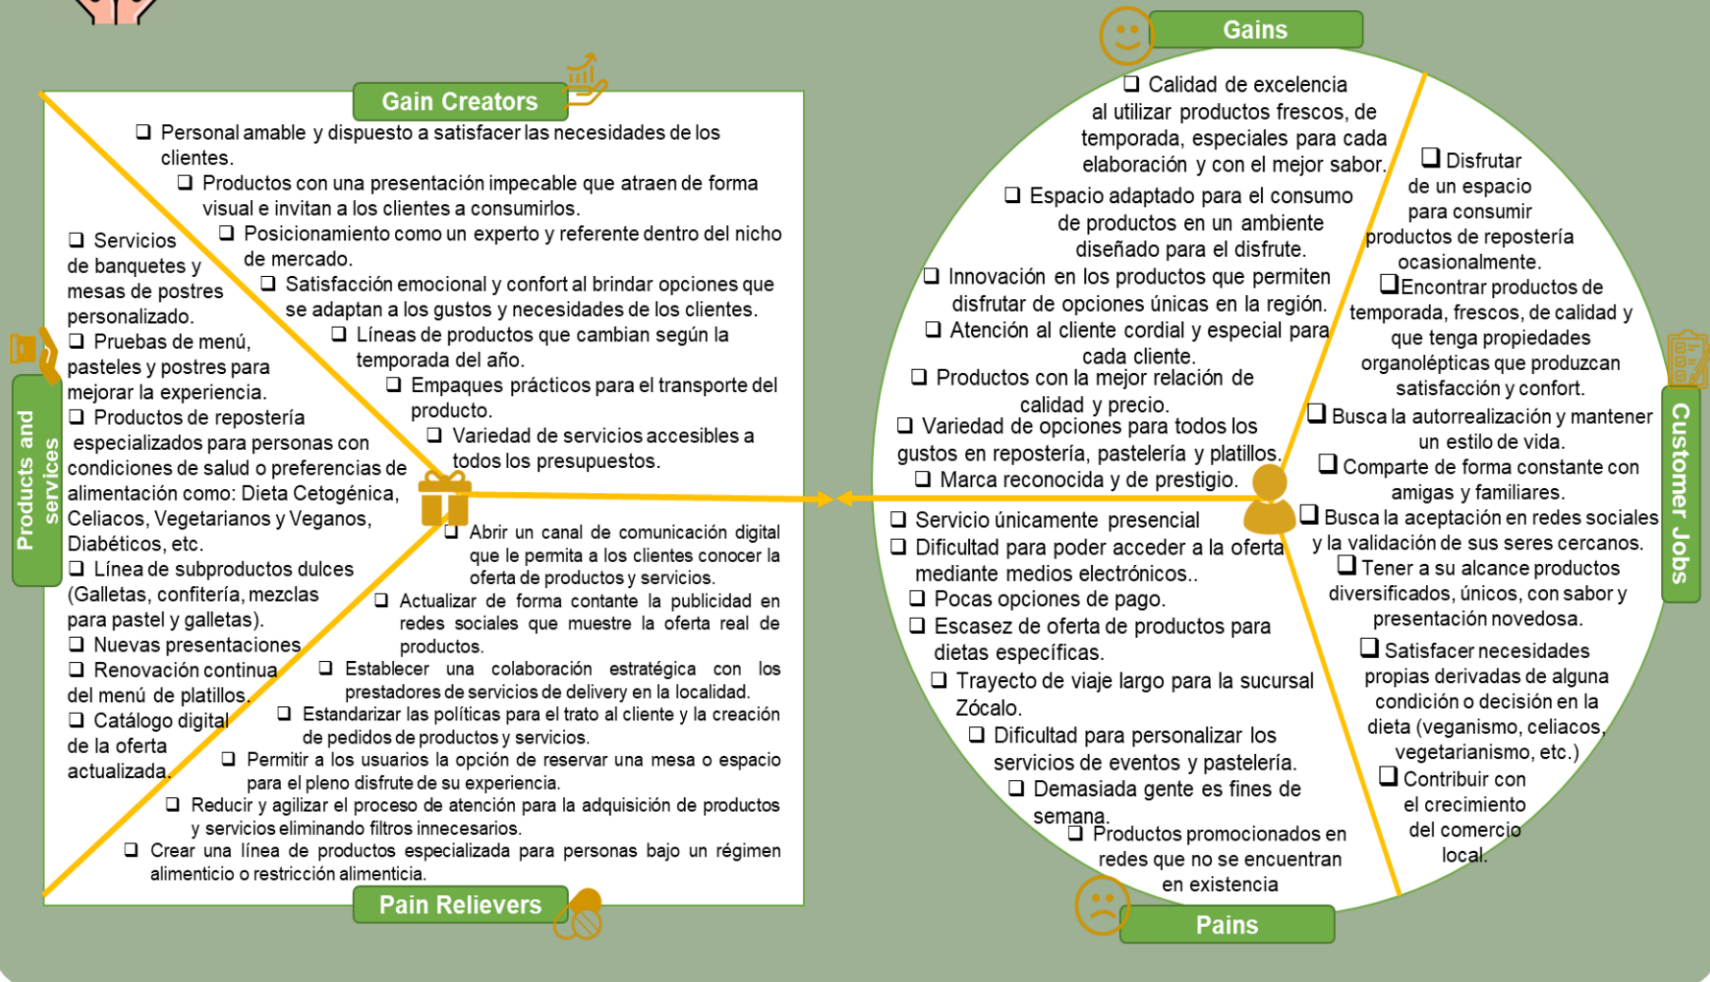 Gain Creators
❑ Personal amable y dispuesto a satisfacer las necesidades de los
clientes.
❑ Productos con una presentación impecable que atraen de forma
visual e invitan a los clientes a consumirlos.
❑ Posicionamiento como un experto y referente dentro del nicho
de mercado.
❑ Satisfacción emocional y confort al brindar opciones que
se adaptan a los gustos y necesidades de los clientes.
❑ Líneas de productos que cambian según la
temporada del año.
❑ Empaques prácticos para el transporte del
producto.
❑ Variedad de servicios accesibles a
todos los presupuestos.
Products and
services
❑ Servicios
de banquetes y
mesas de postres
personalizado.
❑ Pruebas de menú,
pasteles y postres para
mejorar la experiencia.
❑ Productos de repostería
especializados para personas con
condiciones de salud o preferencias de
alimentación como: Dieta Cetogénica,
Celiacos, Vegetarianos y Veganos,
Diabéticos, etc.
❑ Línea de subproductos dulces
(Galletas, confitería, mezclas
para pastel y galletas).
❑ Nuevas presentaciones
❑ Renovación continua
del menú de platillos.
❑ Catálogo digital
de la oferta
actualizada.
❑ Abrir un canal de comunicación digital
que le permita a los clientes conocer la
oferta de productos y servicios.
❑ Actualizar de forma contante la publicidad en
redes sociales que muestre la oferta real de
productos.
❑ Establecer una colaboración estratégica con los
prestadores de servicios de delivery en la localidad.
❑ Estandarizar las políticas para el trato al cliente y la creación
de pedidos de productos y servicios.
❑ Permitir a los usuarios la opción de reservar una mesa o espacio
para el pleno disfrute de su experiencia.
❑ Reducir y agilizar el proceso de atención para la adquisición de productos
y servicios eliminando filtros innecesarios.
❑ Crear una línea de productos especializada para personas bajo un régimen
alimenticio o restricción alimenticia.
Pain Relievers
Gains
❑ Calidad de excelencia
al utilizar productos frescos, de
temporada, especiales para cada
elaboración y con el mejor sabor.
❑ Espacio adaptado para el consumo
de productos en un ambiente
diseñado para el disfrute.
❑ Innovación en los productos que permiten
disfrutar de opciones únicas en la región.
❑ Atención al cliente cordial y especial para
cada cliente.
❑ Productos con la mejor relación de
calidad y precio.
❑ Variedad de opciones para todos los
gustos en repostería, pastelería y platillos.
❑ Marca reconocida y de prestigio.
❑ Servicio únicamente presencial
❑ Dificultad para poder acceder a la oferta
mediante medios electrónicos..
❑ Pocas opciones de pago.
❑ Escasez de oferta de productos para
dietas específicas.
❑ Trayecto de viaje largo para la sucursal
Zócalo.
❑ Dificultad para personalizar los
servicios de eventos y pastelería.
❑ Demasiada gente es fines de
semana.
❑ Productos promocionados en
redes que no se encuentran
en existencia
Pains
❑ Disfrutar
de un espacio
para consumir
productos de repostería
ocasionalmente.
❑Encontrar productos de
temporada, frescos, de calidad y
que tenga propiedades
organolépticas que produzcan
satisfacción y confort.
❑ Busca la autorrealización y mantener
un estilo de vida.
❑ Comparte de forma constante con
amigas y familiares.
❑ Busca la aceptación en redes sociales
y la validación de sus seres cercanos.
❑ Tener a su alcance productos
diversificados, únicos, con sabor y
presentación novedosa.
❑ Satisfacer necesidades
propias derivadas de alguna
condición o decisión en la
dieta (veganismo, celiacos,
vegetarianismo, etc.)
❑ Contribuir con
el crecimiento
del comercio
local.
Customer Jobs